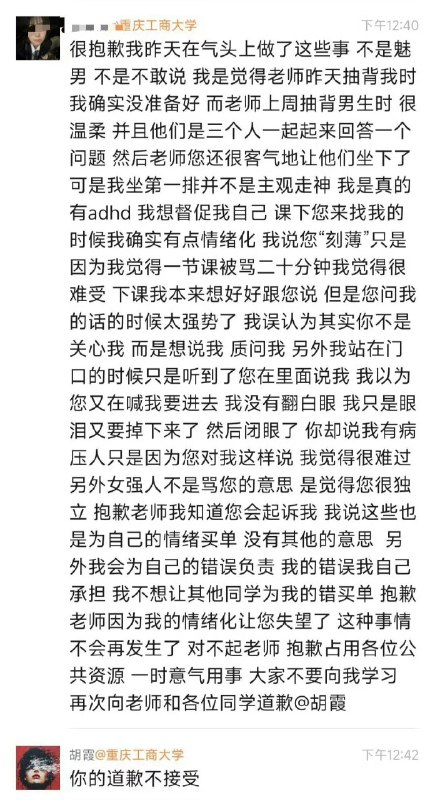 @重庆工商大学
下午12:40
很抱歉我昨天在气头上做了这些事 不是魅
男 不是不敢说 我是觉得老师昨天抽背我时
我确实没准备好 而老师上周抽背男生时 很
温柔 并且他们是三个人一起起来回答一个
问题 然后老师您还很客气地让他们坐下了
可是我坐第一排并不是主观走神 我是真的
有adhd 我想督促我自己 课下您来找我的
时候我确实有点情绪化 我说您“刻薄”只是
因为我觉得一节课被骂二十分钟我觉得很
难受 下课我本来想好好跟您说 但是您问我
的话的时候太强势了 我误认为其实你不是
关心我 而是想说我 质问我 另外我站在门
口的时候只是听到了您在里面说我 我以为
您又在喊我要进去 我没有翻白眼 我只是眼
泪又要掉下来了 然后闭眼了 你却说我有病
压人只是因为您对我这样说 我觉得很难过
另外女强人不是骂您的意思 是觉得您很独
立 抱歉老师我知道您会起诉我 我说这些也
是为自己的情绪买单 没有其他的意思 另
外我会为自己的错误负责 我的错误我自己
承担 我不想让其他同学为我的错买单 抱歉
老师因为我的情绪化让您失望了 这种事情
不会再发生了 对不起老师 抱歉占用各位公
共资源 一时意气用事 大家不要向我学习
再次向老师和各位同学道歉@胡霞
胡霞@重庆工商大学
下午12:42
你的道歉不接受